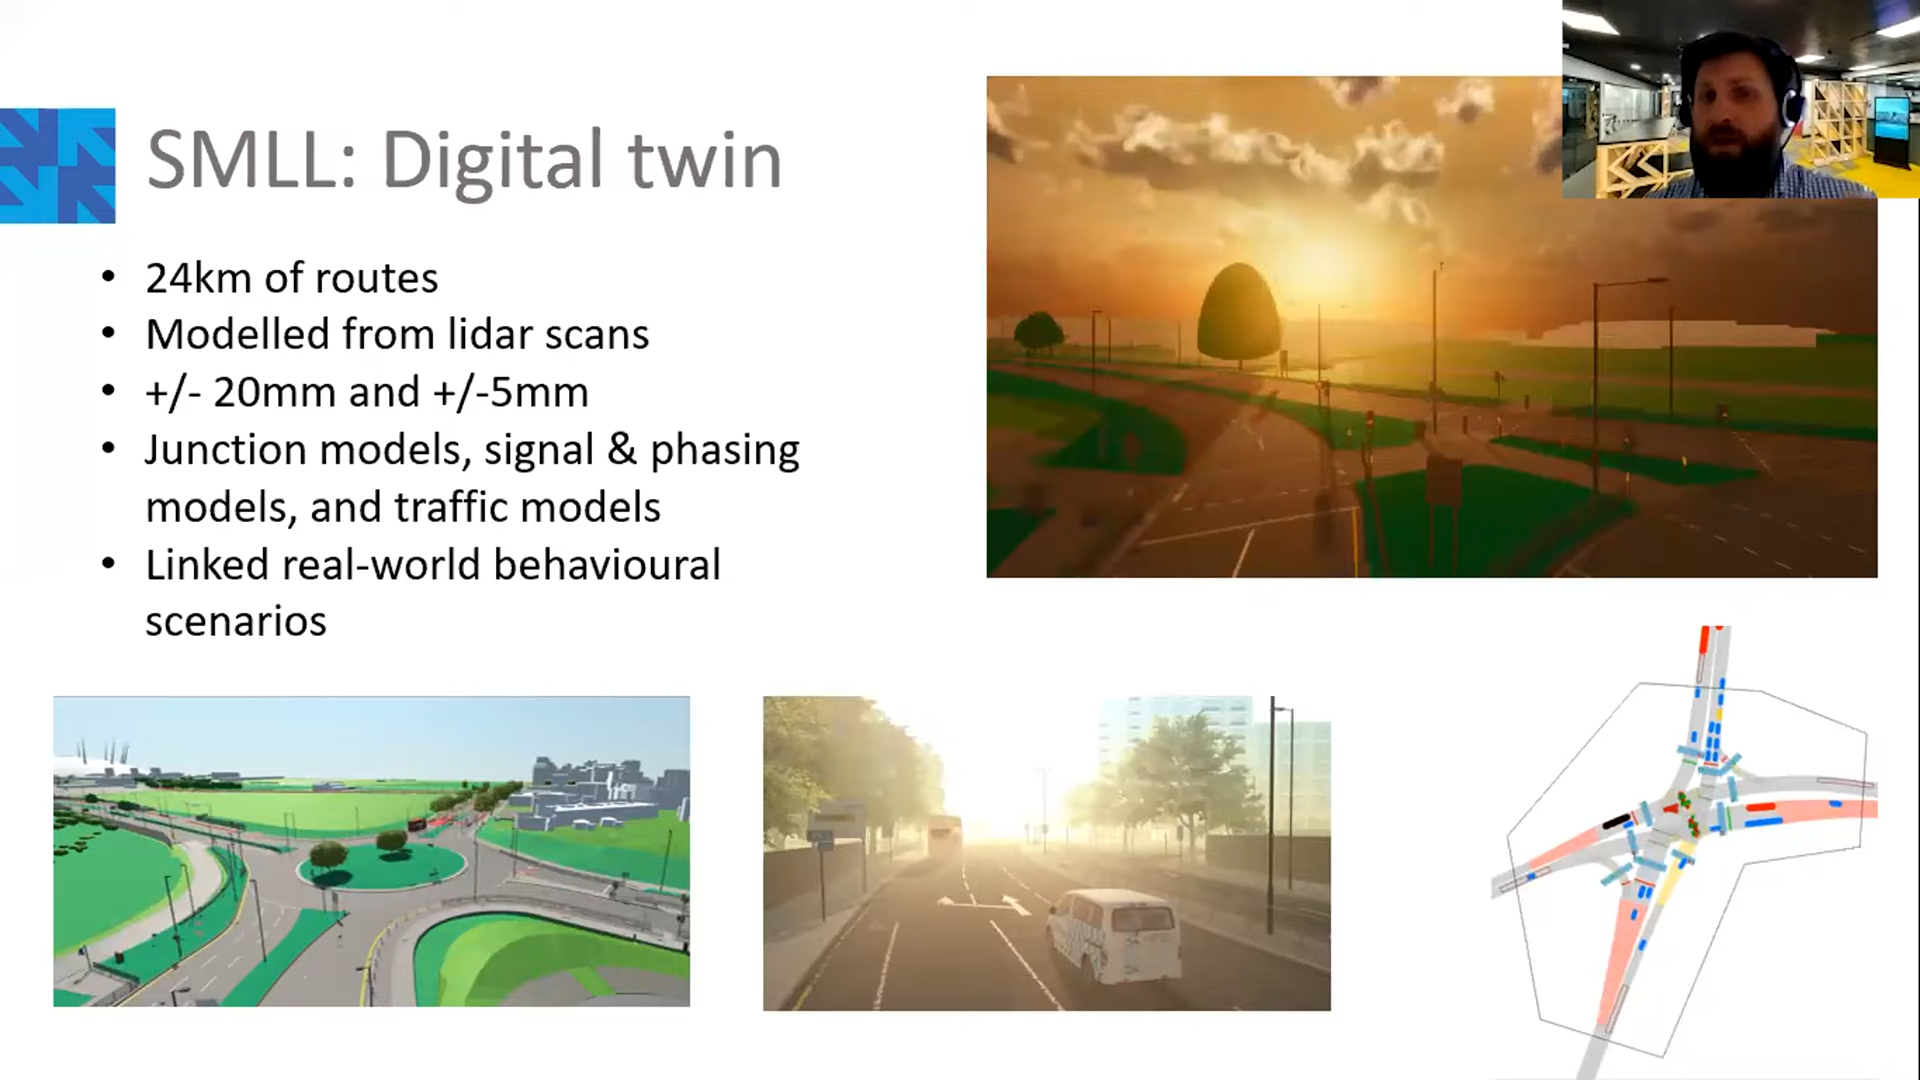 SMLL: Digital twin
• 24km of routes
• Modelled from lidar scans
• +/- 20mm and +/-5mm
• Junction models, signal & phasing
models, and traffic models
• Linked real-world behavioural
scenarios